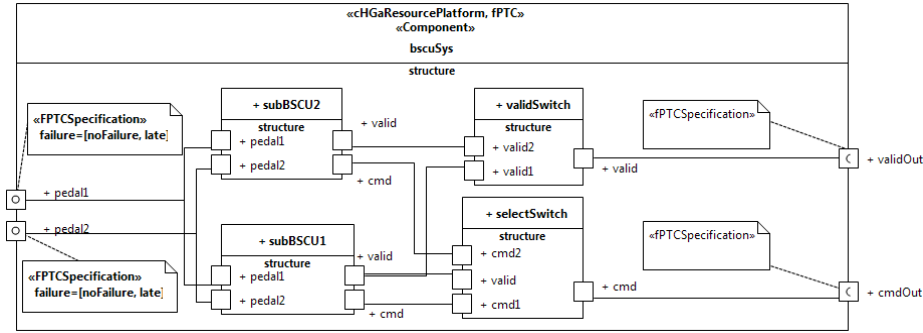 «cHGaResourcePlatform, fPTC»
«Component»
bscuSys
structure
«FPTCSpecification»
failure=[noFailure, late]
+ subBSCU2
structure
+ pedal1
+ pedal2
+ valid
+ cmd
+ validSwitch
structure
+ valid2
+ valid1
+ valid
«fPTCSpecification»
+ validOut
+ pedal1
+ pedal2
«FPTCSpecification»
failure=[noFailure, late]
+ subBSCU1
structure
+ pedal1
+ pedal2
+ valid
+ cmd
+ selectSwitch
structure
+ cmd2
+ valid
+ cmd1
+ cmd
«fPTCSpecification»
+ cmdOut